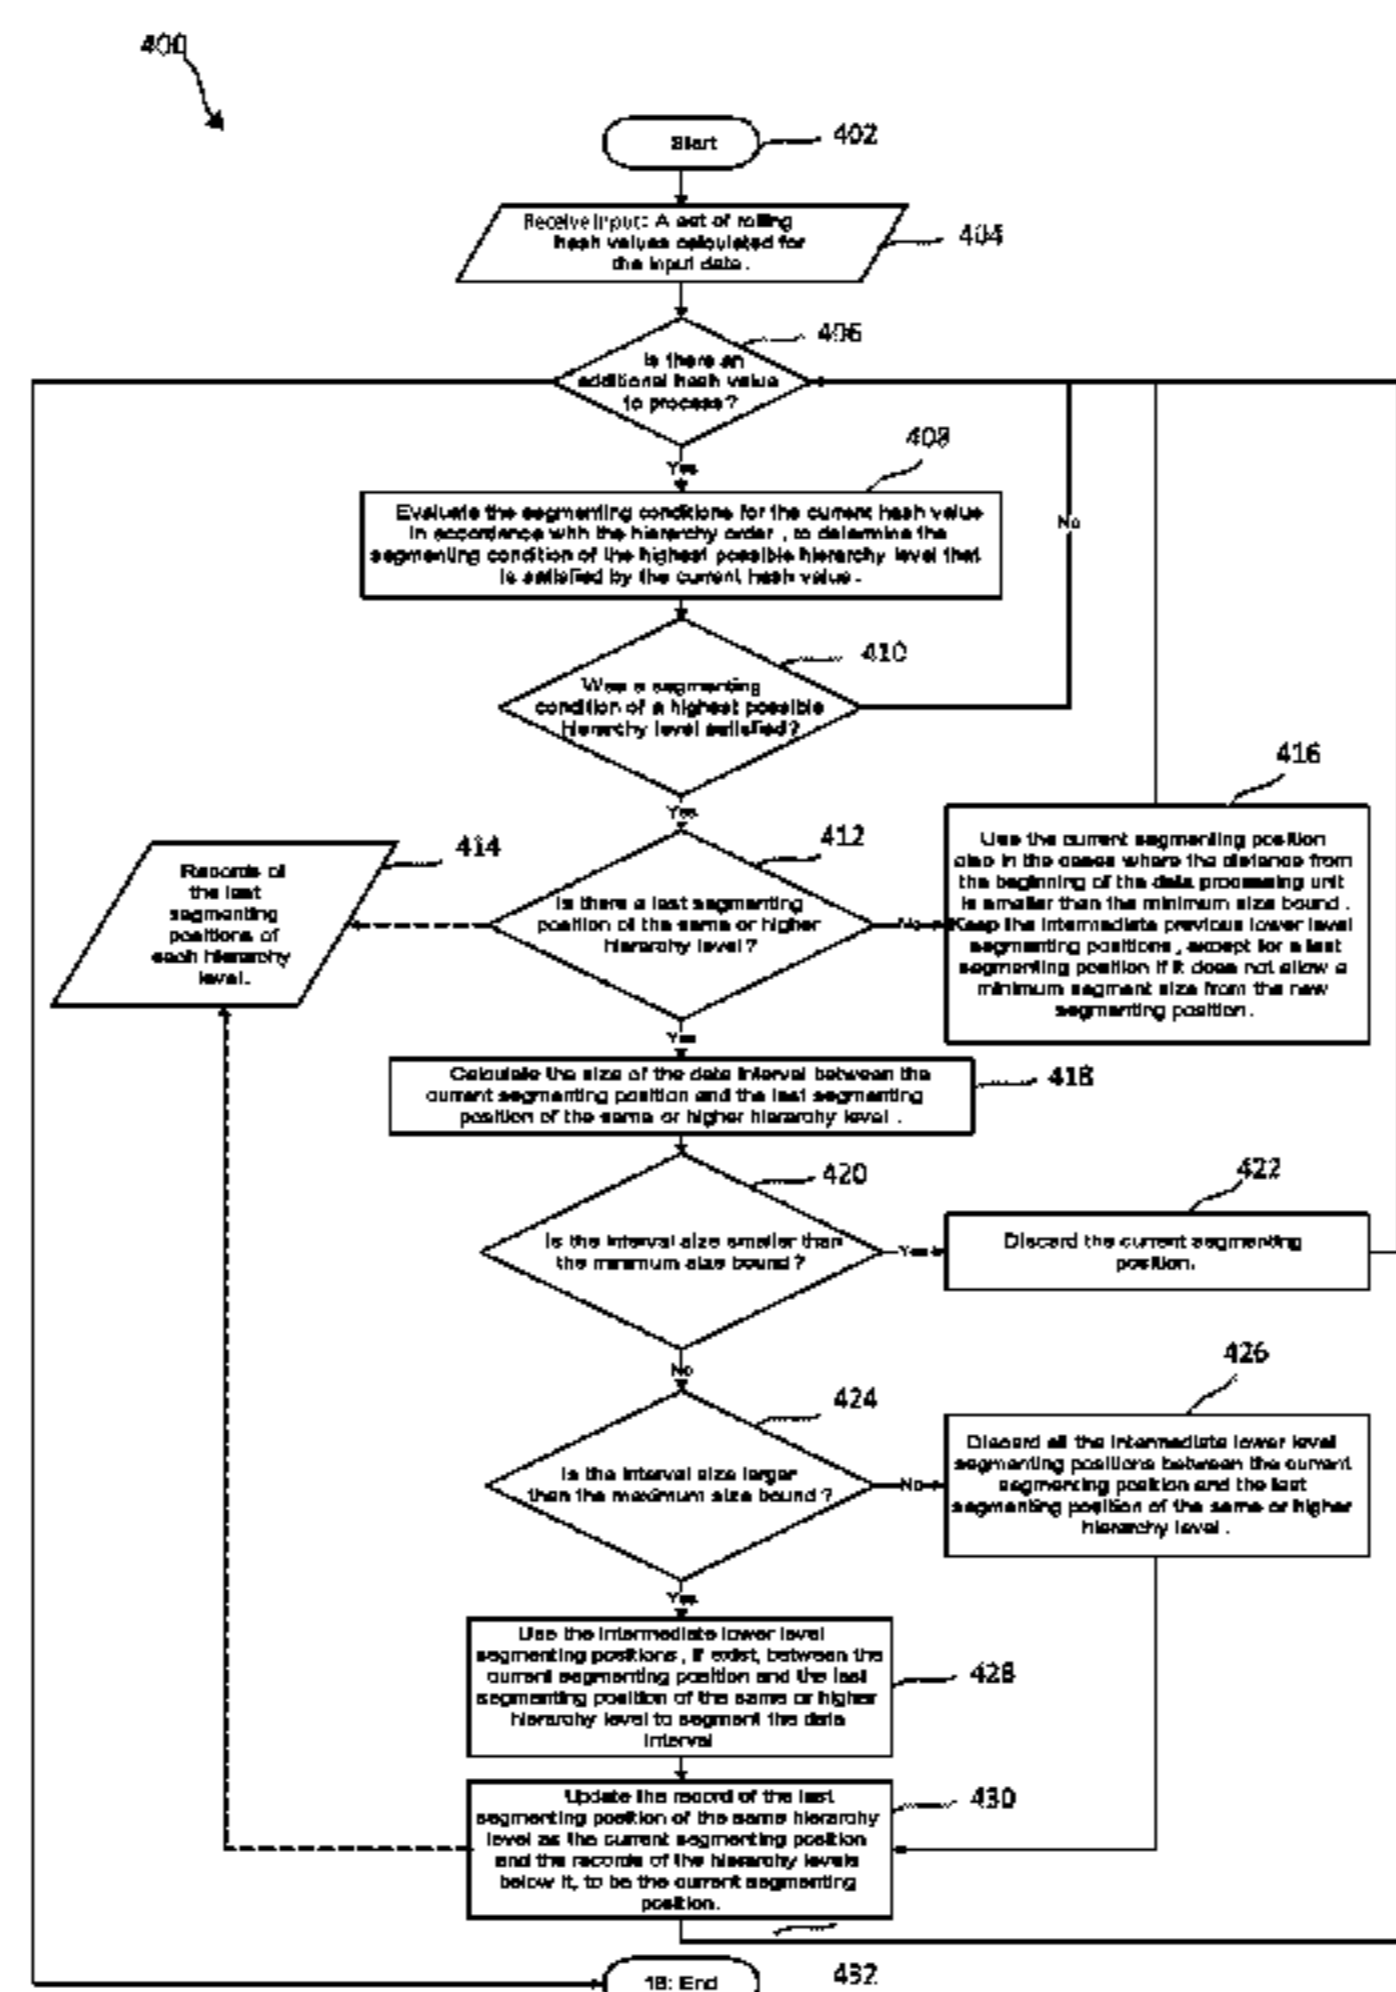 400
Start
402
Receive Input: A set of rolling
hash values calculated for
the input data.
404
406
Is there an
additional hash value
to process?
Yes
408
Evaluate the segmenting conditions for the current hash value
in accordance with the hierarchy order, to determine the
segmenting condition of the highest possible hierarchy level that
is satisfied by the current hash value.
No
410
Was a segmenting
condition of a highest possible
hierarchy level satisfied?
Yes
412
Is there a last segmenting
position of the same or higher
hierarchy level?
No
414
Records of
the last
segmenting
positions of
each hierarchy
level.
416
Use the current segmenting position
also in the cases where the distance from
the beginning of the data processing unit
is smaller than the minimum size bound.
Keep the intermediate previous lower level
segmenting positions, except for a last
segmenting position if it does not allow a
minimum segment size from the new
segmenting position.
Yes
Calculate the size of the data interval between the
current segmenting position and the last segmenting
position of the same or higher hierarchy level.
418
420
Is the interval size smaller than
the minimum size bound?
Yes
422
Discard the current segmenting
position.
No
424
Is the interval size larger
than the maximum size bound?
No
426
Discard all the intermediate lower level
segmenting positions between the current
segmenting position and the last
segmenting position of the same or higher
hierarchy level.
Yes
Use the intermediate lower level
segmenting positions, if exist, between the
current segmenting position and the last
segmenting position of the same or higher
hierarchy level to segment the data
interval
428
Update the record of the last
segmenting position of the same hierarchy
level as the current segmenting position
and the records of the hierarchy levels
below it, to be the current segmenting
position.
430
18: End
432